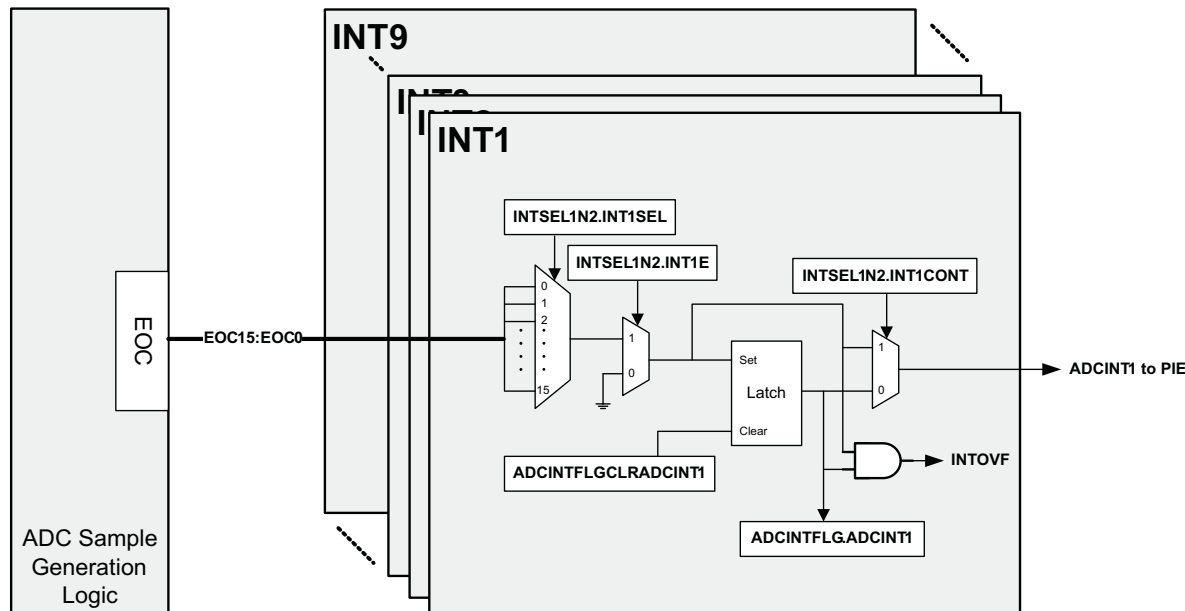 INT9
INT1
INTSEL1N2.INT1SEL
INTSEL1N2.INT1E
INTSEL1N2.INT1CONT
0
1
2
15
1
0
Set
Latch
Clear
1
0
EOC
EOC15:EOC0
ADCINT1 to PIE
ADCINTFLGCLRADCINT1
INTOVF
ADCINTFLG.ADCINT1
ADC Sample
Generation
Logic